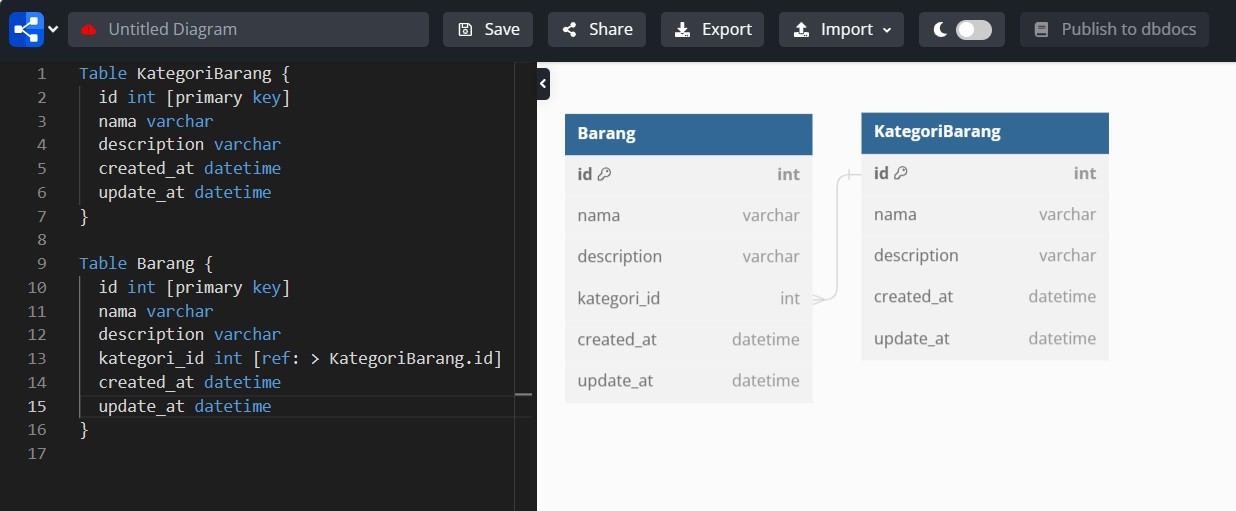 Untitled Diagram
Save
Share
Export
Import
Publish to dbdocs
1 Table KategoriBarang {
2 id int [primary key]
3 nama varchar
4 description varchar
5 created_at datetime
6 update_at datetime
7 }
8
9 Table Barang {
10 id int [primary key]
11 nama varchar
12 description varchar
13 kategori_id int [ref: > KategoriBarang.id]
14 created_at datetime
15 update_at datetime
16 }
17
Barang
id int
nama varchar
description varchar
kategori_id int
created_at datetime
update_at datetime
KategoriBarang
id int
nama varchar
description varchar
created_at datetime
update_at datetime